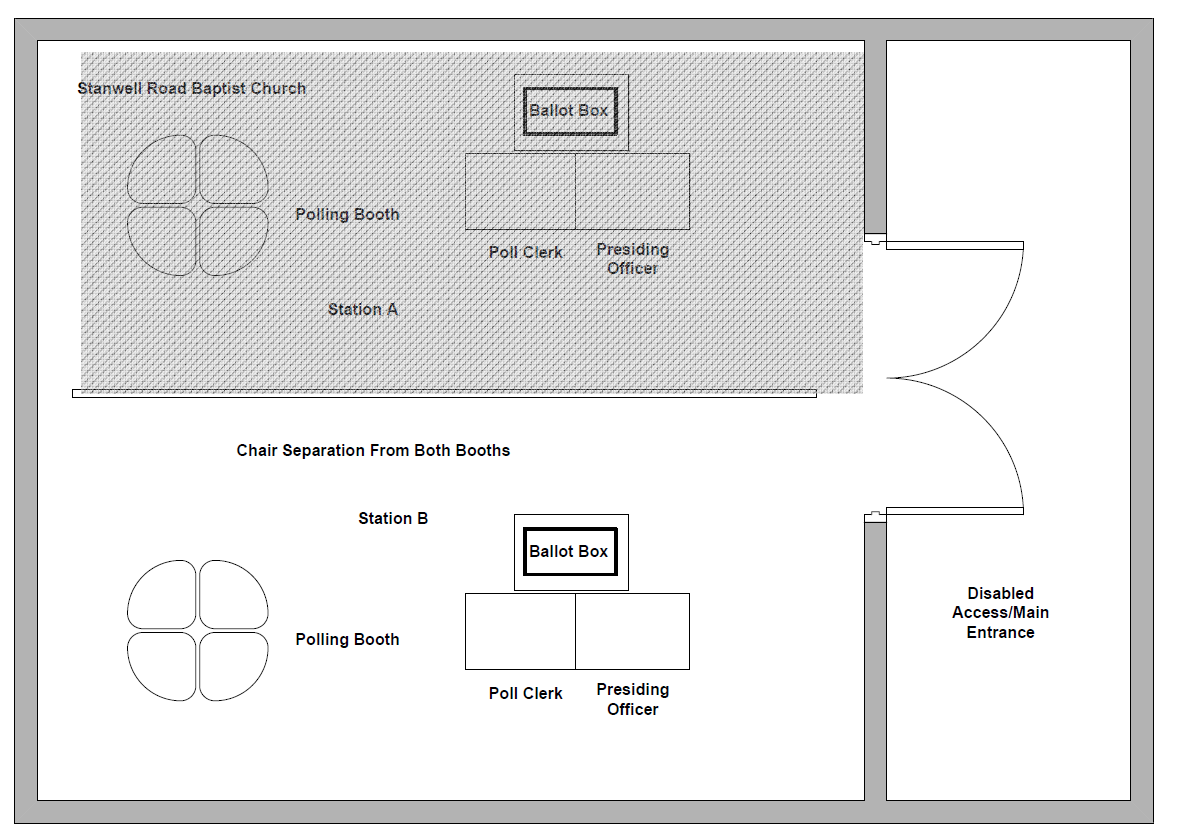 Stanwell Road Baptist Church
Ballot Box
Polling Booth
Poll Clerk
Presiding
Officer
Station A
Chair Separation From Both Booths
Station B
Ballot Box
Polling Booth
Poll Clerk
Presiding
Officer
Disabled
Access/Main
Entrance